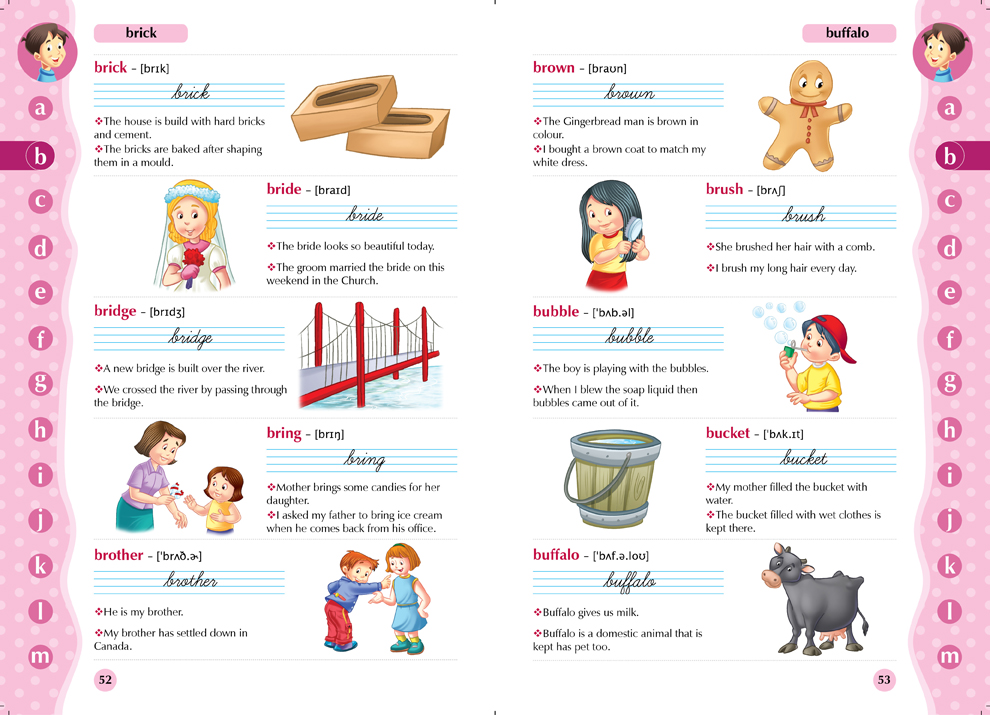 brick
brick – [brɪk]
brick
❖The house is build with hard bricks
and cement.
❖The bricks are baked after shaping
them in a mould.
bride – [braɪd]
bride
❖The bride looks so beautiful today.
❖The groom married the bride on this
weekend in the Church.
bridge – [brɪdʒ]
bridge
❖A new bridge is built over the river.
❖We crossed the river by passing through
the bridge.
bring – [brɪŋ]
bring
❖Mother brings some candies for her
daughter.
❖I asked my father to bring ice cream
when he comes back from his office.
brother – [ˈbrʌð.ɚ]
brother
❖He is my brother.
❖My brother has settled down in
Canada.
52
a
b
c
d
e
f
g
h
i
j
k
l
m
buffalo
brown – [braʊn]
brown
❖The Gingerbread man is brown in
colour.
❖I bought a brown coat to match my
white dress.
brush – [brʌʃ]
brush
❖She brushed her hair with a comb.
❖I brush my long hair every day.
bubble – [ˈbʌb.əl]
bubble
❖The boy is playing with the bubbles.
❖When I blew the soap liquid then
bubbles came out of it.
bucket – [ˈbʌk.ɪt]
bucket
❖My mother filled the bucket with
water.
❖The bucket filled with wet clothes is
kept there.
buffalo – [ˈbʌf.ə.loʊ]
buffalo
❖Buffalo gives us milk.
❖Buffalo is a domestic animal that is
kept has pet too.
53
a
b
c
d
e
f
g
h
i
j
k
l
m